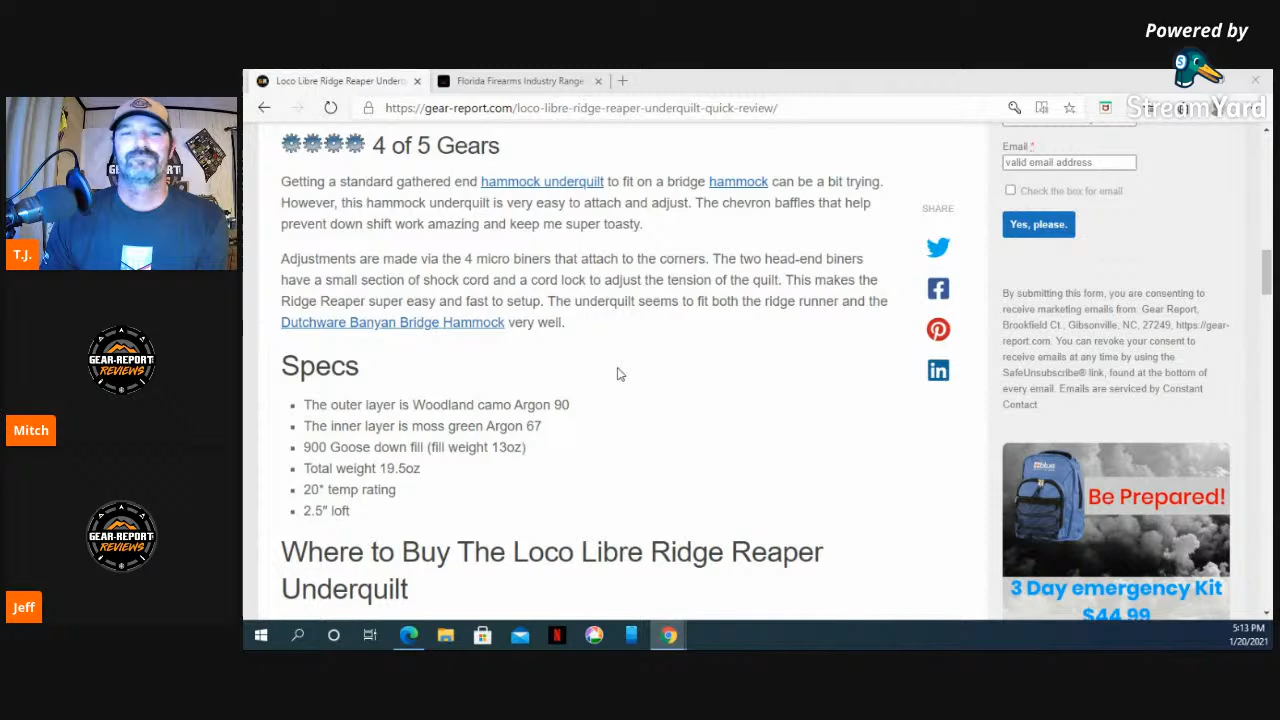 Powered by
StreamYard
Loco Libre Ridge Reaper Under
Florida Firearms Industry Range
https://gear-report.com/loco-libre-ridge-reaper-underquilt-quick-review/
4 of 5 Gears
Getting a standard gathered end hammock underquilt to fit on a bridge hammock can be a bit trying.
However, this hammock underquilt is very easy to attach and adjust. The chevron baffles that help
prevent down shift work amazing and keep me super toasty.
Adjustments are made via the 4 micro biners that attach to the corners. The two head-end biners
have a small section of shock cord and a cord lock to adjust the tension of the quilt. This makes the
Ridge Reaper super easy and fast to setup. The underquilt seems to fit both the ridge runner and the
Dutchware Banyan Bridge Hammock very well.
Specs
The outer layer is Woodland camo Argon 90
The inner layer is moss green Argon 67
900 Goose down fill (fill weight 13oz)
Total weight 19.5oz
20* temp rating
2.5″ loft
Where to Buy The Loco Libre Ridge Reaper
Underquilt
SHARE
Email *
valid email address
Check the box for email
Yes, please.
By submitting this form, you are consenting to
receive marketing emails from: Gear Report,
Brookfield Ct., Gibsonville, NC, 27249, https://gear-
report.com. You can revoke your consent to
receive emails at any time by using the
SafeUnsubscribe® link, found at the bottom of
every email. Emails are serviced by Constant
Contact
Be Prepared!
3 Day emergency Kit
$44.99
T.J.
GEAR-REPORT
REVIEWS
Mitch
GEAR-REPORT
REVIEWS
Jeff
5:13 PM
1/20/2021